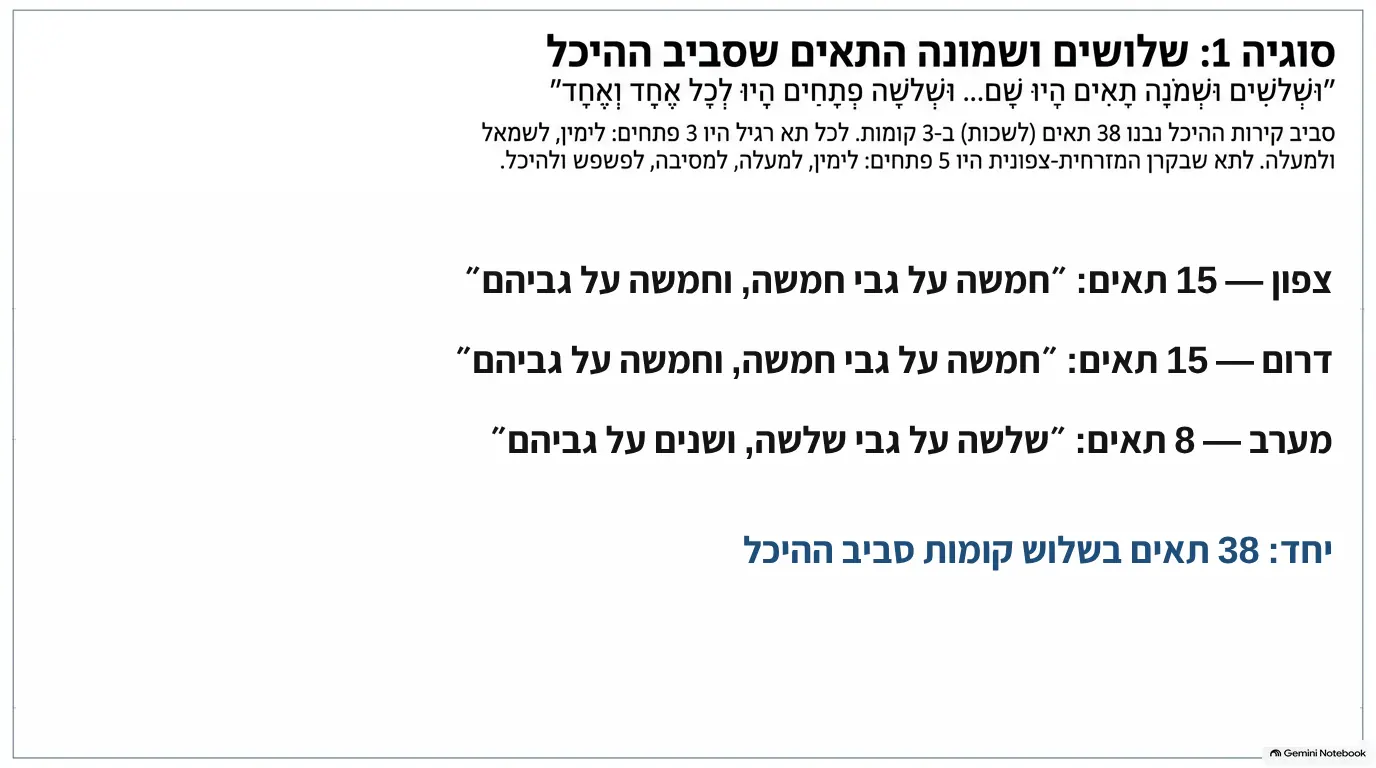 סוגיה 1: שלושים ושמונה התאים שסביב ההיכל
"וּשְׁלֹשִׁים וּשְׁמֹנָה תָאִים הָיוּ שָׁם... וּשְׁלֹשָׁה פְתָחִים הָיוּ לְכָל אֶחָד וְאֶחָד"
סביב קירות ההיכל נבנו 38 תאים (לשכות) ב-3 קומות. לכל תא רגיל היו 3 פתחים: לימין, לשמאל
ולמעלה. לתא שבקרן המזרחית-צפונית היו 5 פתחים: לימין, למעלה, למסיבה, לפשפש ולהיכל.
צפון — 15 תאים: ״חמשה על גבי חמשה, וחמשה על גביהם״
דרום — 15 תאים: ״חמשה על גבי חמשה, וחמשה על גביהם״
מערב — 8 תאים: ״שלשה על גבי שלשה, ושנים על גביהם״
יחד: 38 תאים בשלוש קומות סביב ההיכל
Gemini Notebook